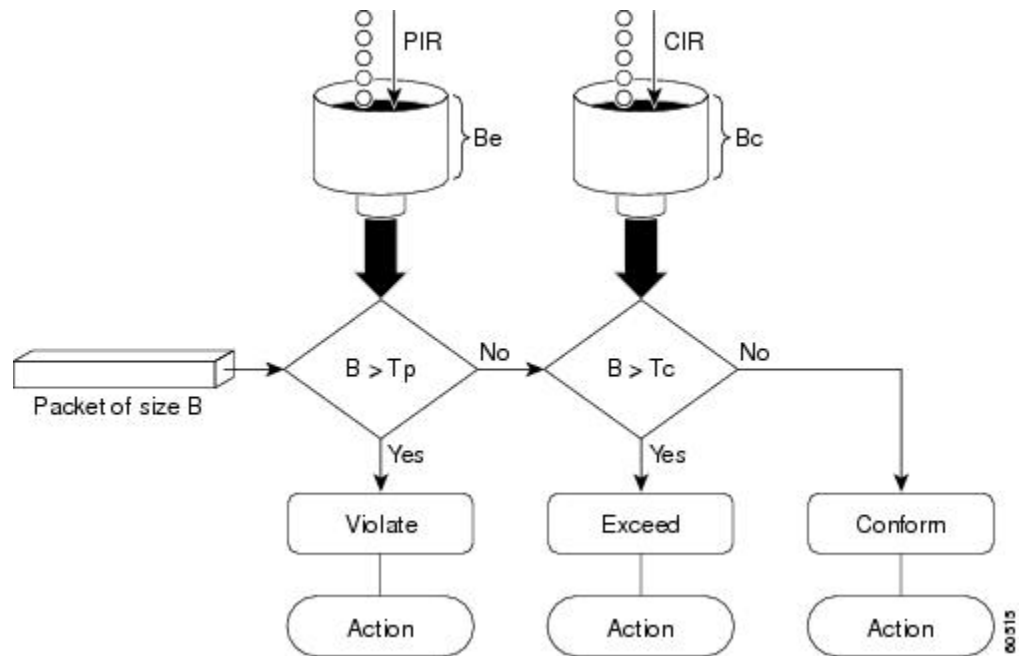 PIR
CIR
Be
Bc
B > Tp
No
B > Tc
No
Packet of size B
Yes
Yes
Violate
Exceed
Conform
Action
Action
Action
60515